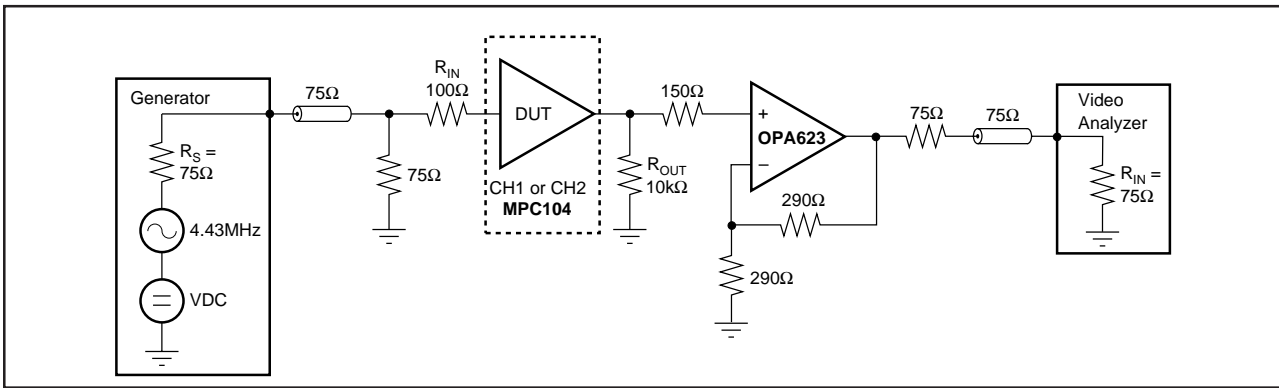 Generator
R_S =
75Ω
4.43MHz
VDC
75Ω
75Ω
R_IN
100Ω
DUT
CH1 or CH2
MPC104
R_OUT
10kΩ
150Ω
+
–
OPA623
290Ω
290Ω
75Ω
75Ω
Video
Analyzer
R_IN =
75Ω